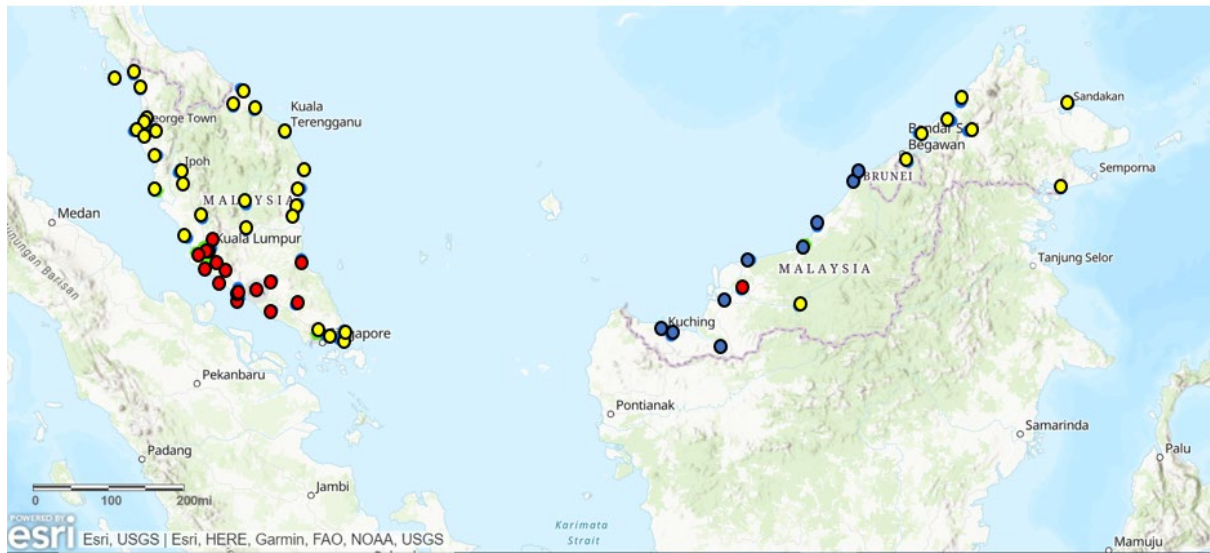 Kuala
Terengganu
George Town
Ipoh
Sandakan
Bandar S
Begawan
BRUNEI
Semporna
Medan
MALAYSIA
Kuala Lumpur
MALAYSIA
Tanjung Selor
Kuching
Pekanbaru
Pontianak
Samarinda
Padang
Palu
Jambi
0 100 200mi
Karimata
Strait
POWERED BY
esri
Esri, USGS | Esri, HERE, Garmin, FAO, NOAA, USGS
Mamuju